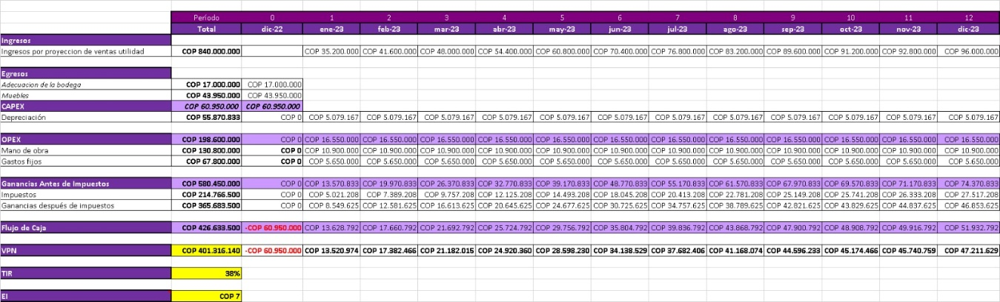 Período 0 1 2 3 4 5 6 7 8 9 10 11 12
Total dic-22 ene-23 feb-23 mar-23 abr-23 may-23 jun-23 jul-23 ago-23 sep-23 oct-23 nov-23 dic-23
Ingresos
Ingresos por proyeccion de ventas utilidad COP 840.000.000 COP 35.200.000 COP 41.600.000 COP 48.000.000 COP 54.400.000 COP 60.800.000 COP 70.400.000 COP 76.800.000 COP 83.200.000 COP 89.600.000 COP 91.200.000 COP 92.800.000 COP 96.000.000
Egresos
Adecuacion de la bodega COP 17.000.000 COP 17.000.000
Muebles COP 43.950.000 COP 43.950.000
CAPEX COP 60.950.000 COP 60.950.000
Depreciación COP 55.870.833 COP 0 COP 5.079.167 COP 5.079.167 COP 5.079.167 COP 5.079.167 COP 5.079.167 COP 5.079.167 COP 5.079.167 COP 5.079.167 COP 5.079.167 COP 5.079.167 COP 5.079.167 COP 5.079.167
OPEX COP 198.600.000 COP 0 COP 16.550.000 COP 16.550.000 COP 16.550.000 COP 16.550.000 COP 16.550.000 COP 16.550.000 COP 16.550.000 COP 16.550.000 COP 16.550.000 COP 16.550.000 COP 16.550.000 COP 16.550.000
Mano de obra COP 130.800.000 COP 0 COP 10.900.000 COP 10.900.000 COP 10.900.000 COP 10.900.000 COP 10.900.000 COP 10.900.000 COP 10.900.000 COP 10.900.000 COP 10.900.000 COP 10.900.000 COP 10.900.000 COP 10.900.000
Gastos fijos COP 67.800.000 COP 0 COP 5.650.000 COP 5.650.000 COP 5.650.000 COP 5.650.000 COP 5.650.000 COP 5.650.000 COP 5.650.000 COP 5.650.000 COP 5.650.000 COP 5.650.000 COP 5.650.000 COP 5.650.000
Ganancias Antes de Impuestos COP 580.450.000 COP 0 COP 13.570.833 COP 19.970.833 COP 26.370.833 COP 32.770.833 COP 39.170.833 COP 48.770.833 COP 55.170.833 COP 61.570.833 COP 67.970.833 COP 69.570.833 COP 71.170.833 COP 74.370.833
Impuestos COP 214.766.500 COP 0 COP 5.021.208 COP 7.389.208 COP 9.757.208 COP 12.125.208 COP 14.493.208 COP 18.045.208 COP 20.413.208 COP 22.781.208 COP 25.149.208 COP 25.741.208 COP 26.333.208 COP 27.517.208
Ganancias después de impuestos COP 365.683.500 COP 0 COP 8.549.625 COP 12.581.625 COP 16.613.625 COP 20.645.625 COP 24.677.625 COP 30.725.625 COP 34.757.625 COP 38.789.625 COP 42.821.625 COP 43.829.625 COP 44.837.625 COP 46.853.625
Flujo de Caja COP 426.633.500 -COP 60.950.000 COP 13.628.792 COP 17.660.792 COP 21.692.792 COP 25.724.792 COP 29.756.792 COP 35.804.792 COP 39.836.792 COP 43.868.792 COP 47.900.792 COP 48.908.792 COP 49.916.792 COP 51.932.792
VPN COP 401.316.140 -COP 60.950.000 COP 13.520.974 COP 17.382.466 COP 21.182.015 COP 24.920.360 COP 28.598.230 COP 34.138.529 COP 37.682.406 COP 41.168.074 COP 44.596.233 COP 45.174.466 COP 45.740.759 COP 47.211.629
TIR 38%
EI COP 7